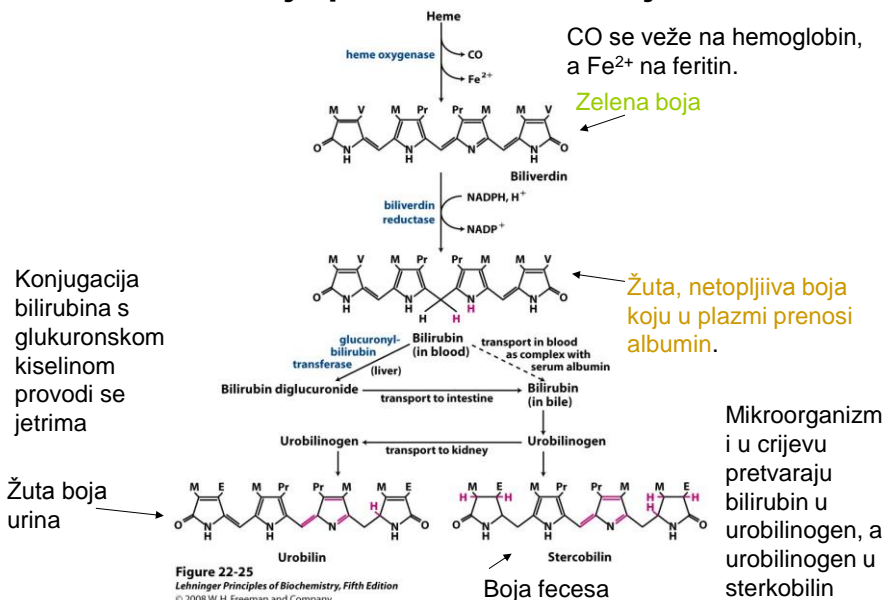 Heme
heme oxygenase
CO
Fe2+
CO se veže na hemoglobin,
a Fe2+ na feritin.
Zelena boja
M V M Pr Pr M M V
O N H N H N N H O
Biliverdin
biliverdin
reductase
NADPH, H+
NADP+
M V M Pr Pr M M V
O N H N H H H N H N H O
Konjugacija
bilirubina s
glukuronskom
kiselinom
provodi se
jetrima
Žuta, netopljiiva boja
koju u plazmi prenosi
albumin.
glucuronyl-
bilirubin
transferase
(liver)
Bilirubin
(in blood)
transport in blood
as complex with
serum albumin
Bilirubin diglucuronide
transport to intestine
Bilirubin
(in bile)
Urobilinogen
transport to kidney
Urobilinogen
Mikroorganizm
i u crijevu
pretvaraju
bilirubin u
urobilinogen, a
urobilinogen u
sterkobilin
Žuta boja
urina
M E M Pr Pr M M E
O N H N H N H N H O
Urobilin
M E M Pr Pr M M E
H H H H H
O N H N H N N H O
Stercobilin
Boja fecesa
Figure 22-25
Lehninger Principles of Biochemistry, Fifth Edition
© 2008 W. H. Freeman and Company